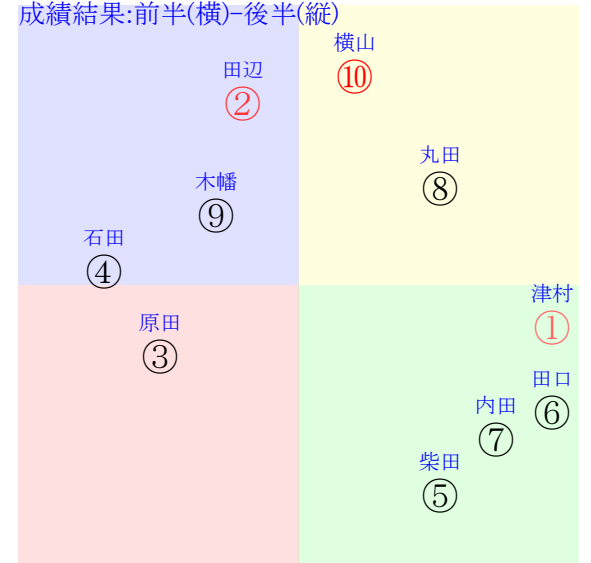 成績結果:前半(横)-後半(縦)
横山
⑩
田辺
②
丸田
⑧
木幡
⑨
石田
④
津村
①
原田
③
田口
⑥
内田
⑦
柴田
⑤